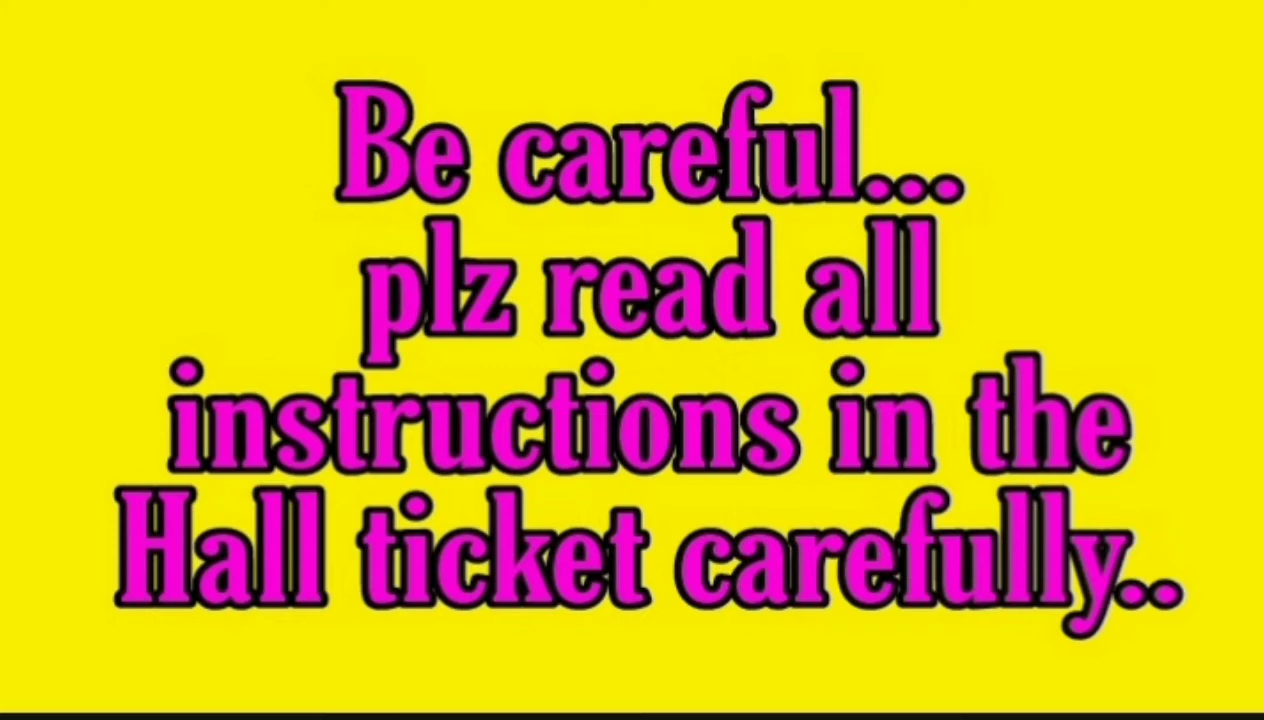 Be careful...
plz read all
instructions in the
Hall ticket carefully..